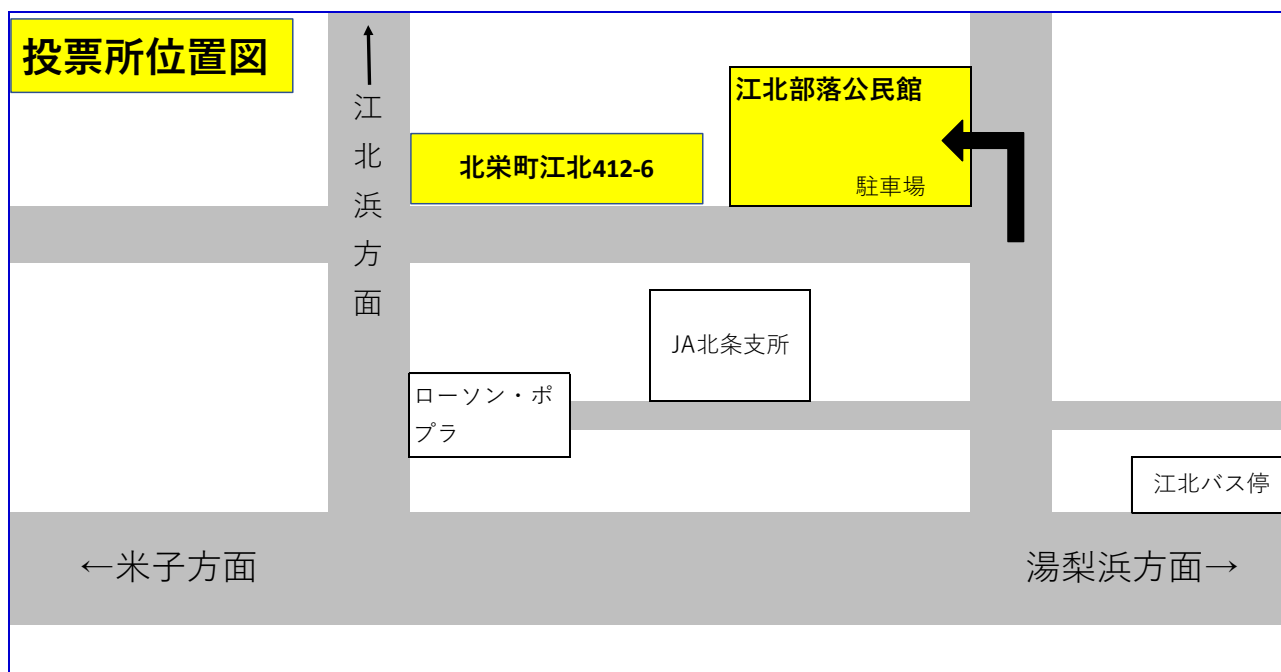 投票所位置図
江北浜方面
江北部落公民館
北栄町江北412-6
駐車場
JA北条支所
ローソン・ポ
プラ
江北バス停
←米子方面
湯梨浜方面→